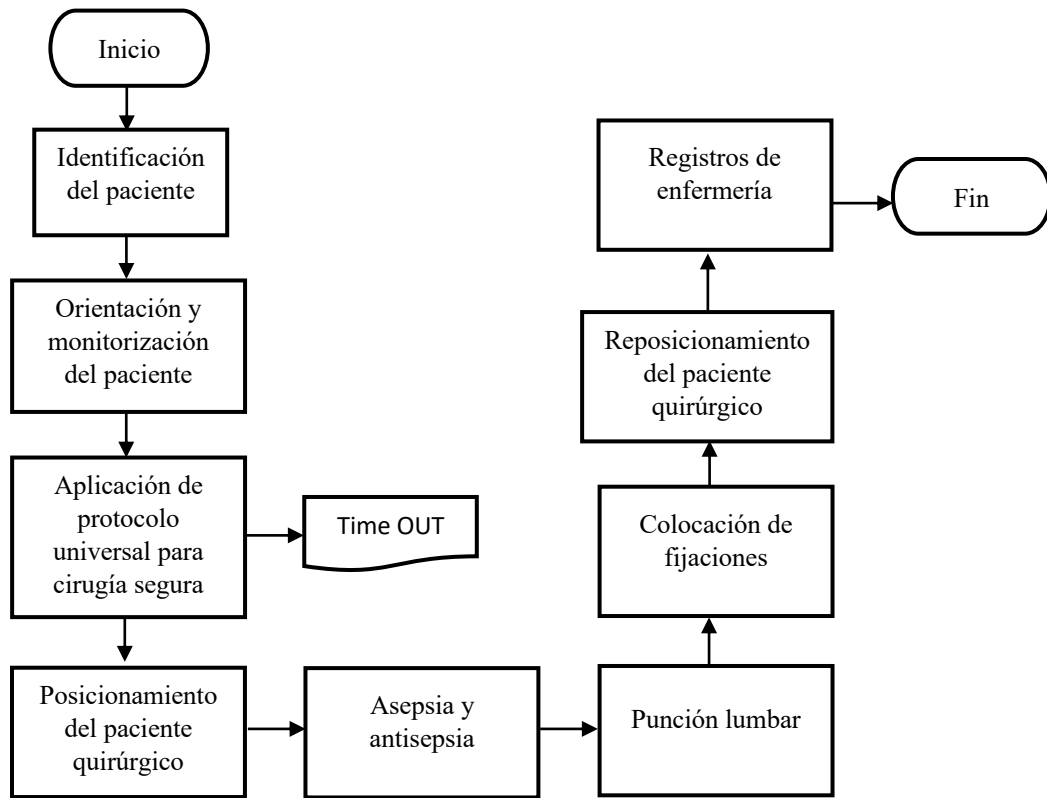 Inicio
Identificación
del paciente
Orientación y
monitorización
del paciente
Aplicación de
protocolo
universal para
cirugía segura
Time OUT
Posicionamiento
del paciente
quirúrgico
Asepsia y
antisepsia
Punción lumbar
Colocación de
fijaciones
Reposicionamiento
del paciente
quirúrgico
Registros de
enfermería
Fin